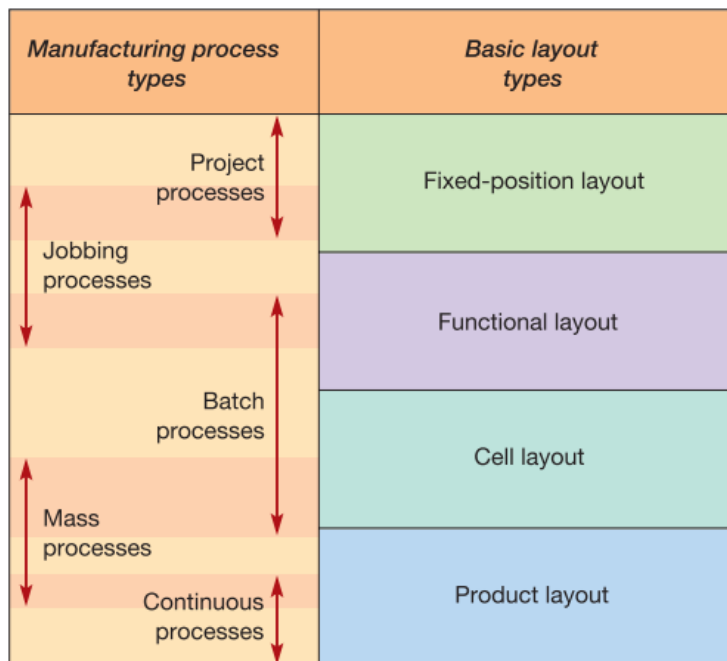 Manufacturing process
types
Basic layout
types
Project
processes
Jobbing
processes
Batch
processes
Mass
processes
Continuous
processes
Fixed-position layout
Functional layout
Cell layout
Product layout